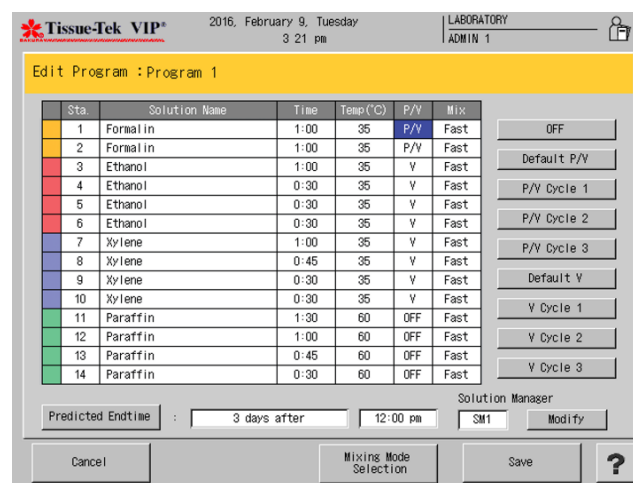 Tissue-Tek VIP®
SAKURA
2016, February 9, Tuesday
3 21 pm
LABORATORY
ADMIN 1
Edit Program : Program 1
Sta. Solution Name Time Temp(°C) P/V Mix
1 Formalin 1:00 35 P/V Fast
2 Formalin 1:00 35 P/V Fast
3 Ethanol 1:00 35 V Fast
4 Ethanol 0:30 35 V Fast
5 Ethanol 0:30 35 V Fast
6 Ethanol 0:30 35 V Fast
7 Xylene 1:00 35 V Fast
8 Xylene 0:45 35 V Fast
9 Xylene 0:30 35 V Fast
10 Xylene 0:30 35 V Fast
11 Paraffin 1:30 60 OFF Fast
12 Paraffin 1:00 60 OFF Fast
13 Paraffin 0:45 60 OFF Fast
14 Paraffin 0:30 60 OFF Fast
OFF
Default P/V
P/V Cycle 1
P/V Cycle 2
P/V Cycle 3
Default V
V Cycle 1
V Cycle 2
V Cycle 3
Solution Manager
Predicted Endtime : 3 days after 12:00 pm SM1 Modify
Cancel
Mixing Mode
Selection
Save
?